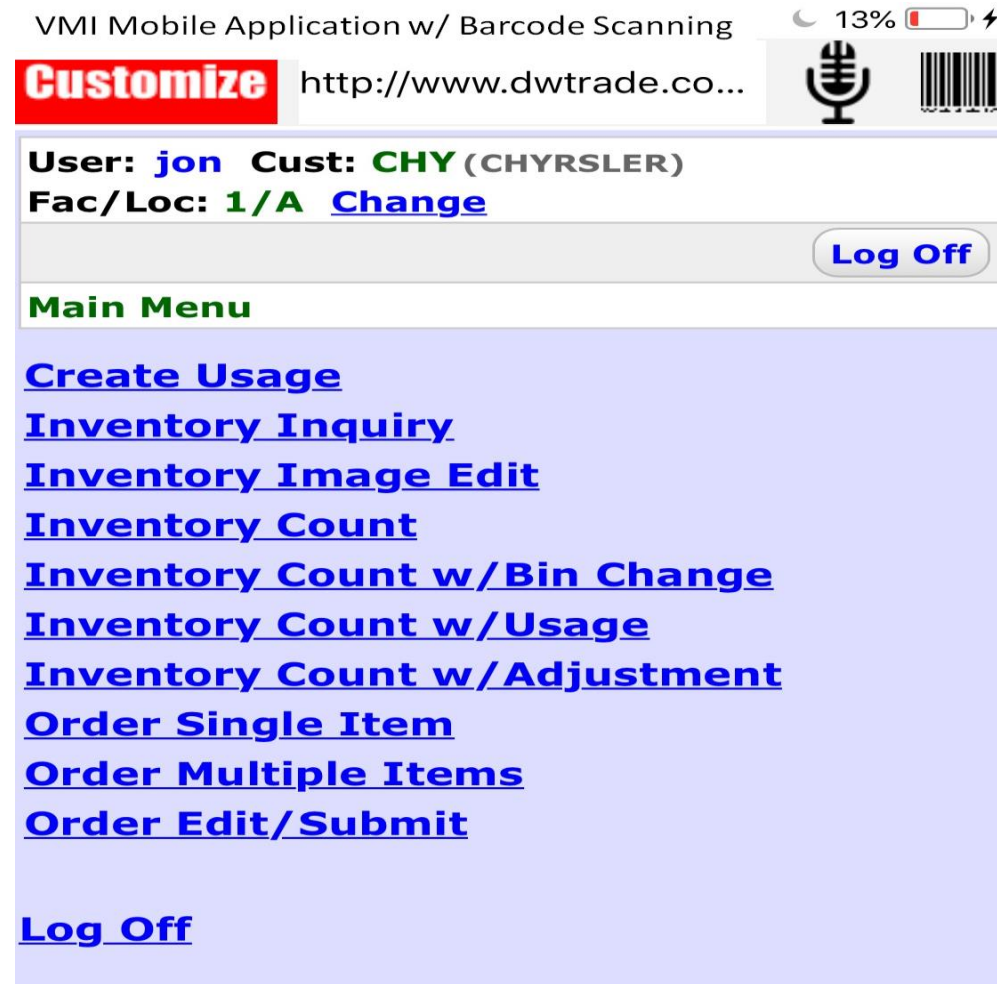 VMI Mobile Application w/ Barcode Scanning 13%
Customize http://www.dwtrade.co...
User: jon Cust: CHY (CHYRSLER)
Fac/Loc: 1/A Change
Log Off
Main Menu
Create Usage
Inventory Inquiry
Inventory Image Edit
Inventory Count
Inventory Count w/Bin Change
Inventory Count w/Usage
Inventory Count w/Adjustment
Order Single Item
Order Multiple Items
Order Edit/Submit
Log Off